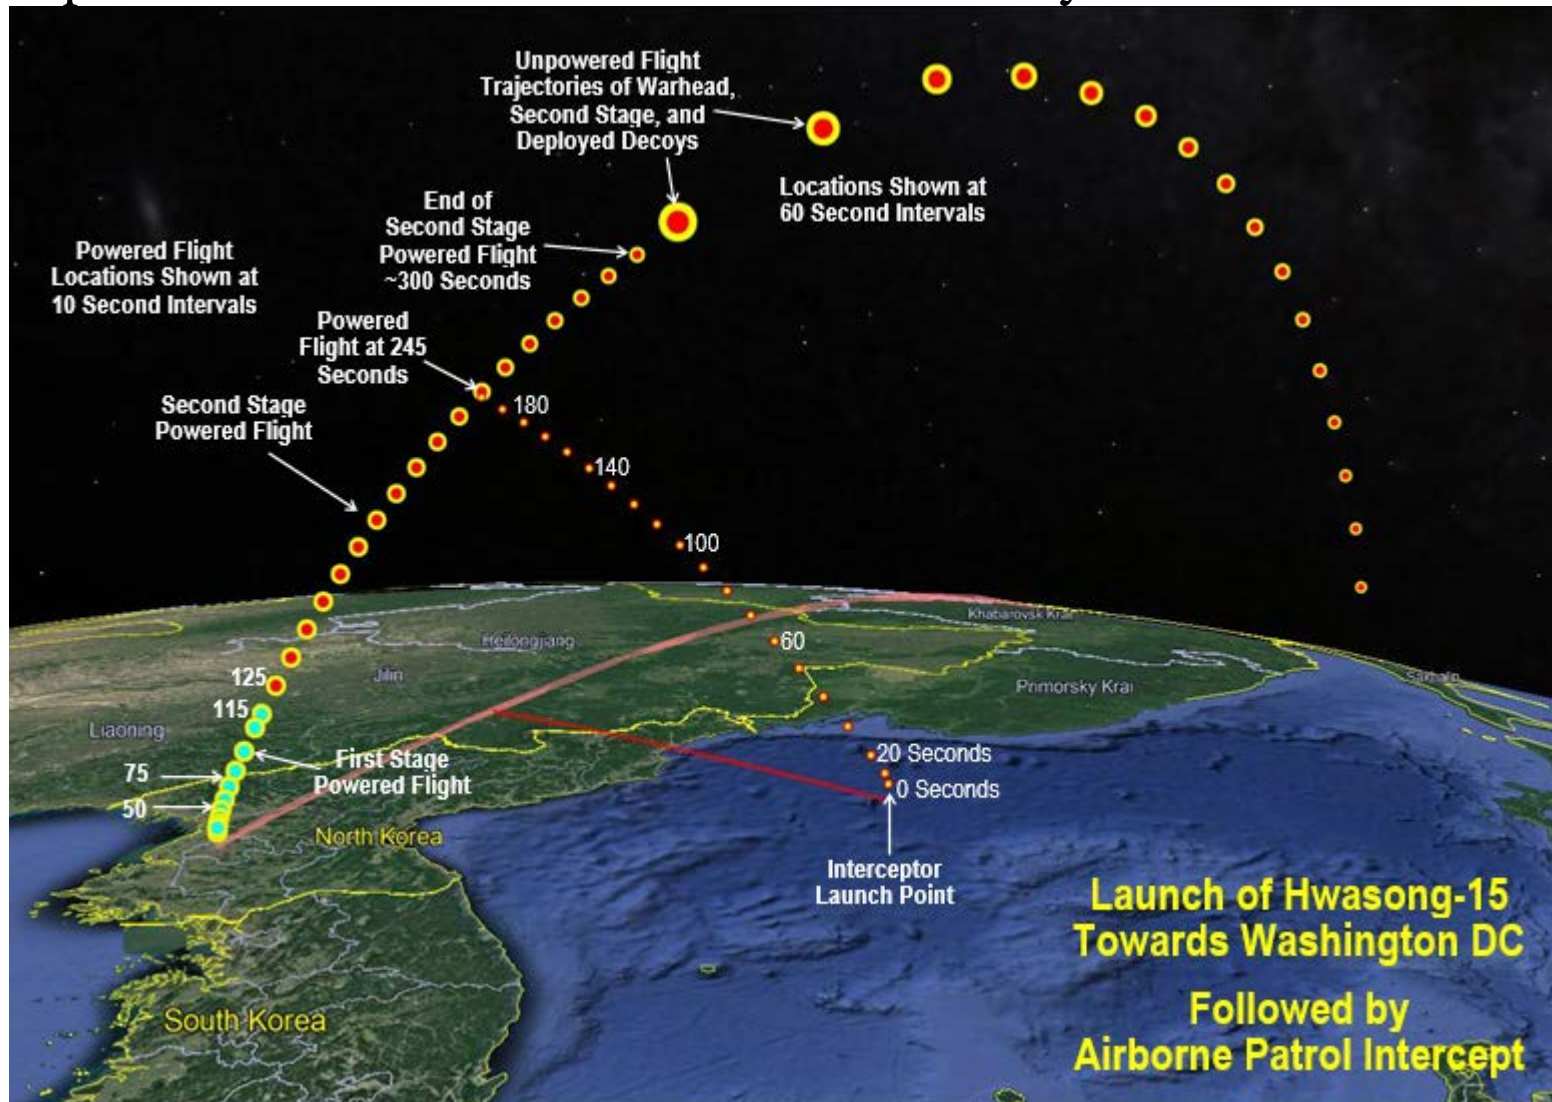 Unpowered Flight
Trajectories of Warhead,
Second Stage, and
Deployed Decoys
Locations Shown at
60 Second Intervals
End of
Second Stage
Powered Flight
~300 Seconds
Powered Flight
Locations Shown at
10 Second Intervals
Powered
Flight at 245
Seconds
Second Stage
Powered Flight
180
140
100
60
Khabarovsk Krai
Heilongjiang
Jilin
Primorsky Krai
Sakhalin
125
115
Liaoning
First Stage
Powered Flight
75
50
20 Seconds
0 Seconds
North Korea
Interceptor
Launch Point
South Korea
Launch of Hwasong-15
Towards Washington DC
Followed by
Airborne Patrol Intercept